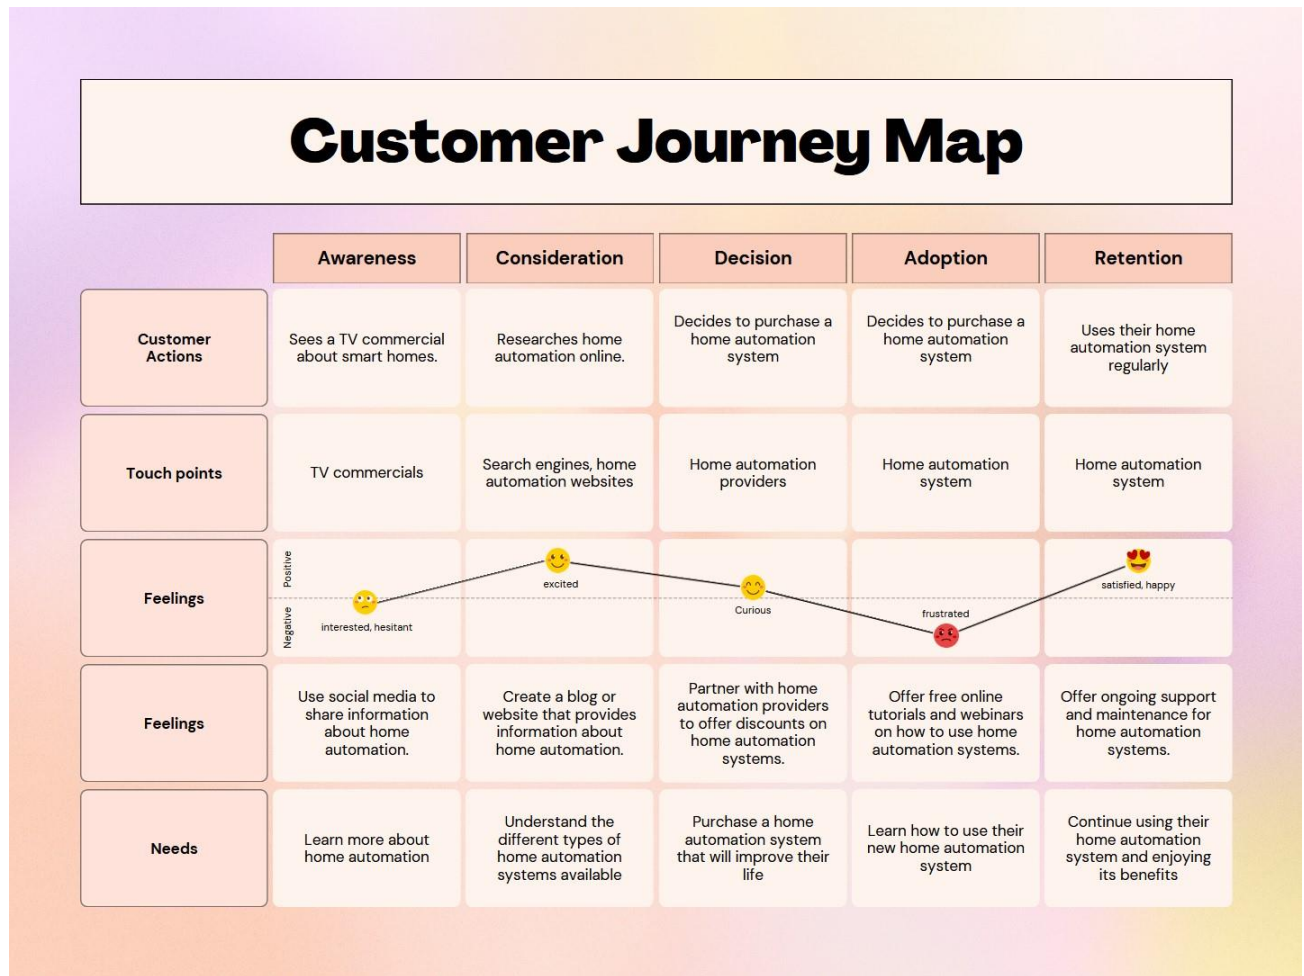 Customer Journey Map
Awareness
Consideration
Decision
Adoption
Retention
Customer
Actions
Sees a TV commercial
about smart homes.
Researches home
automation online.
Decides to purchase a
home automation
system
Decides to purchase a
home automation
system
Uses their home
automation system
regularly
Touch points
TV commercials
Search engines, home
automation websites
Home automation
providers
Home automation
system
Home automation
system
Feelings
Positive
Negative
interested, hesitant
excited
Curious
frustrated
satisfied, happy
Feelings
Use social media to
share information
about home
automation.
Create a blog or
website that provides
information about
home automation.
Partner with home
automation providers
to offer discounts on
home automation
systems.
Offer free online
tutorials and webinars
on how to use home
automation systems.
Offer ongoing support
and maintenance for
home automation
systems.
Needs
Learn more about
home automation
Understand the
different types of
home automation
systems available
Purchase a home
automation system
that will improve their
life
Learn how to use their
new home automation
system
Continue using their
home automation
system and enjoying
its benefits